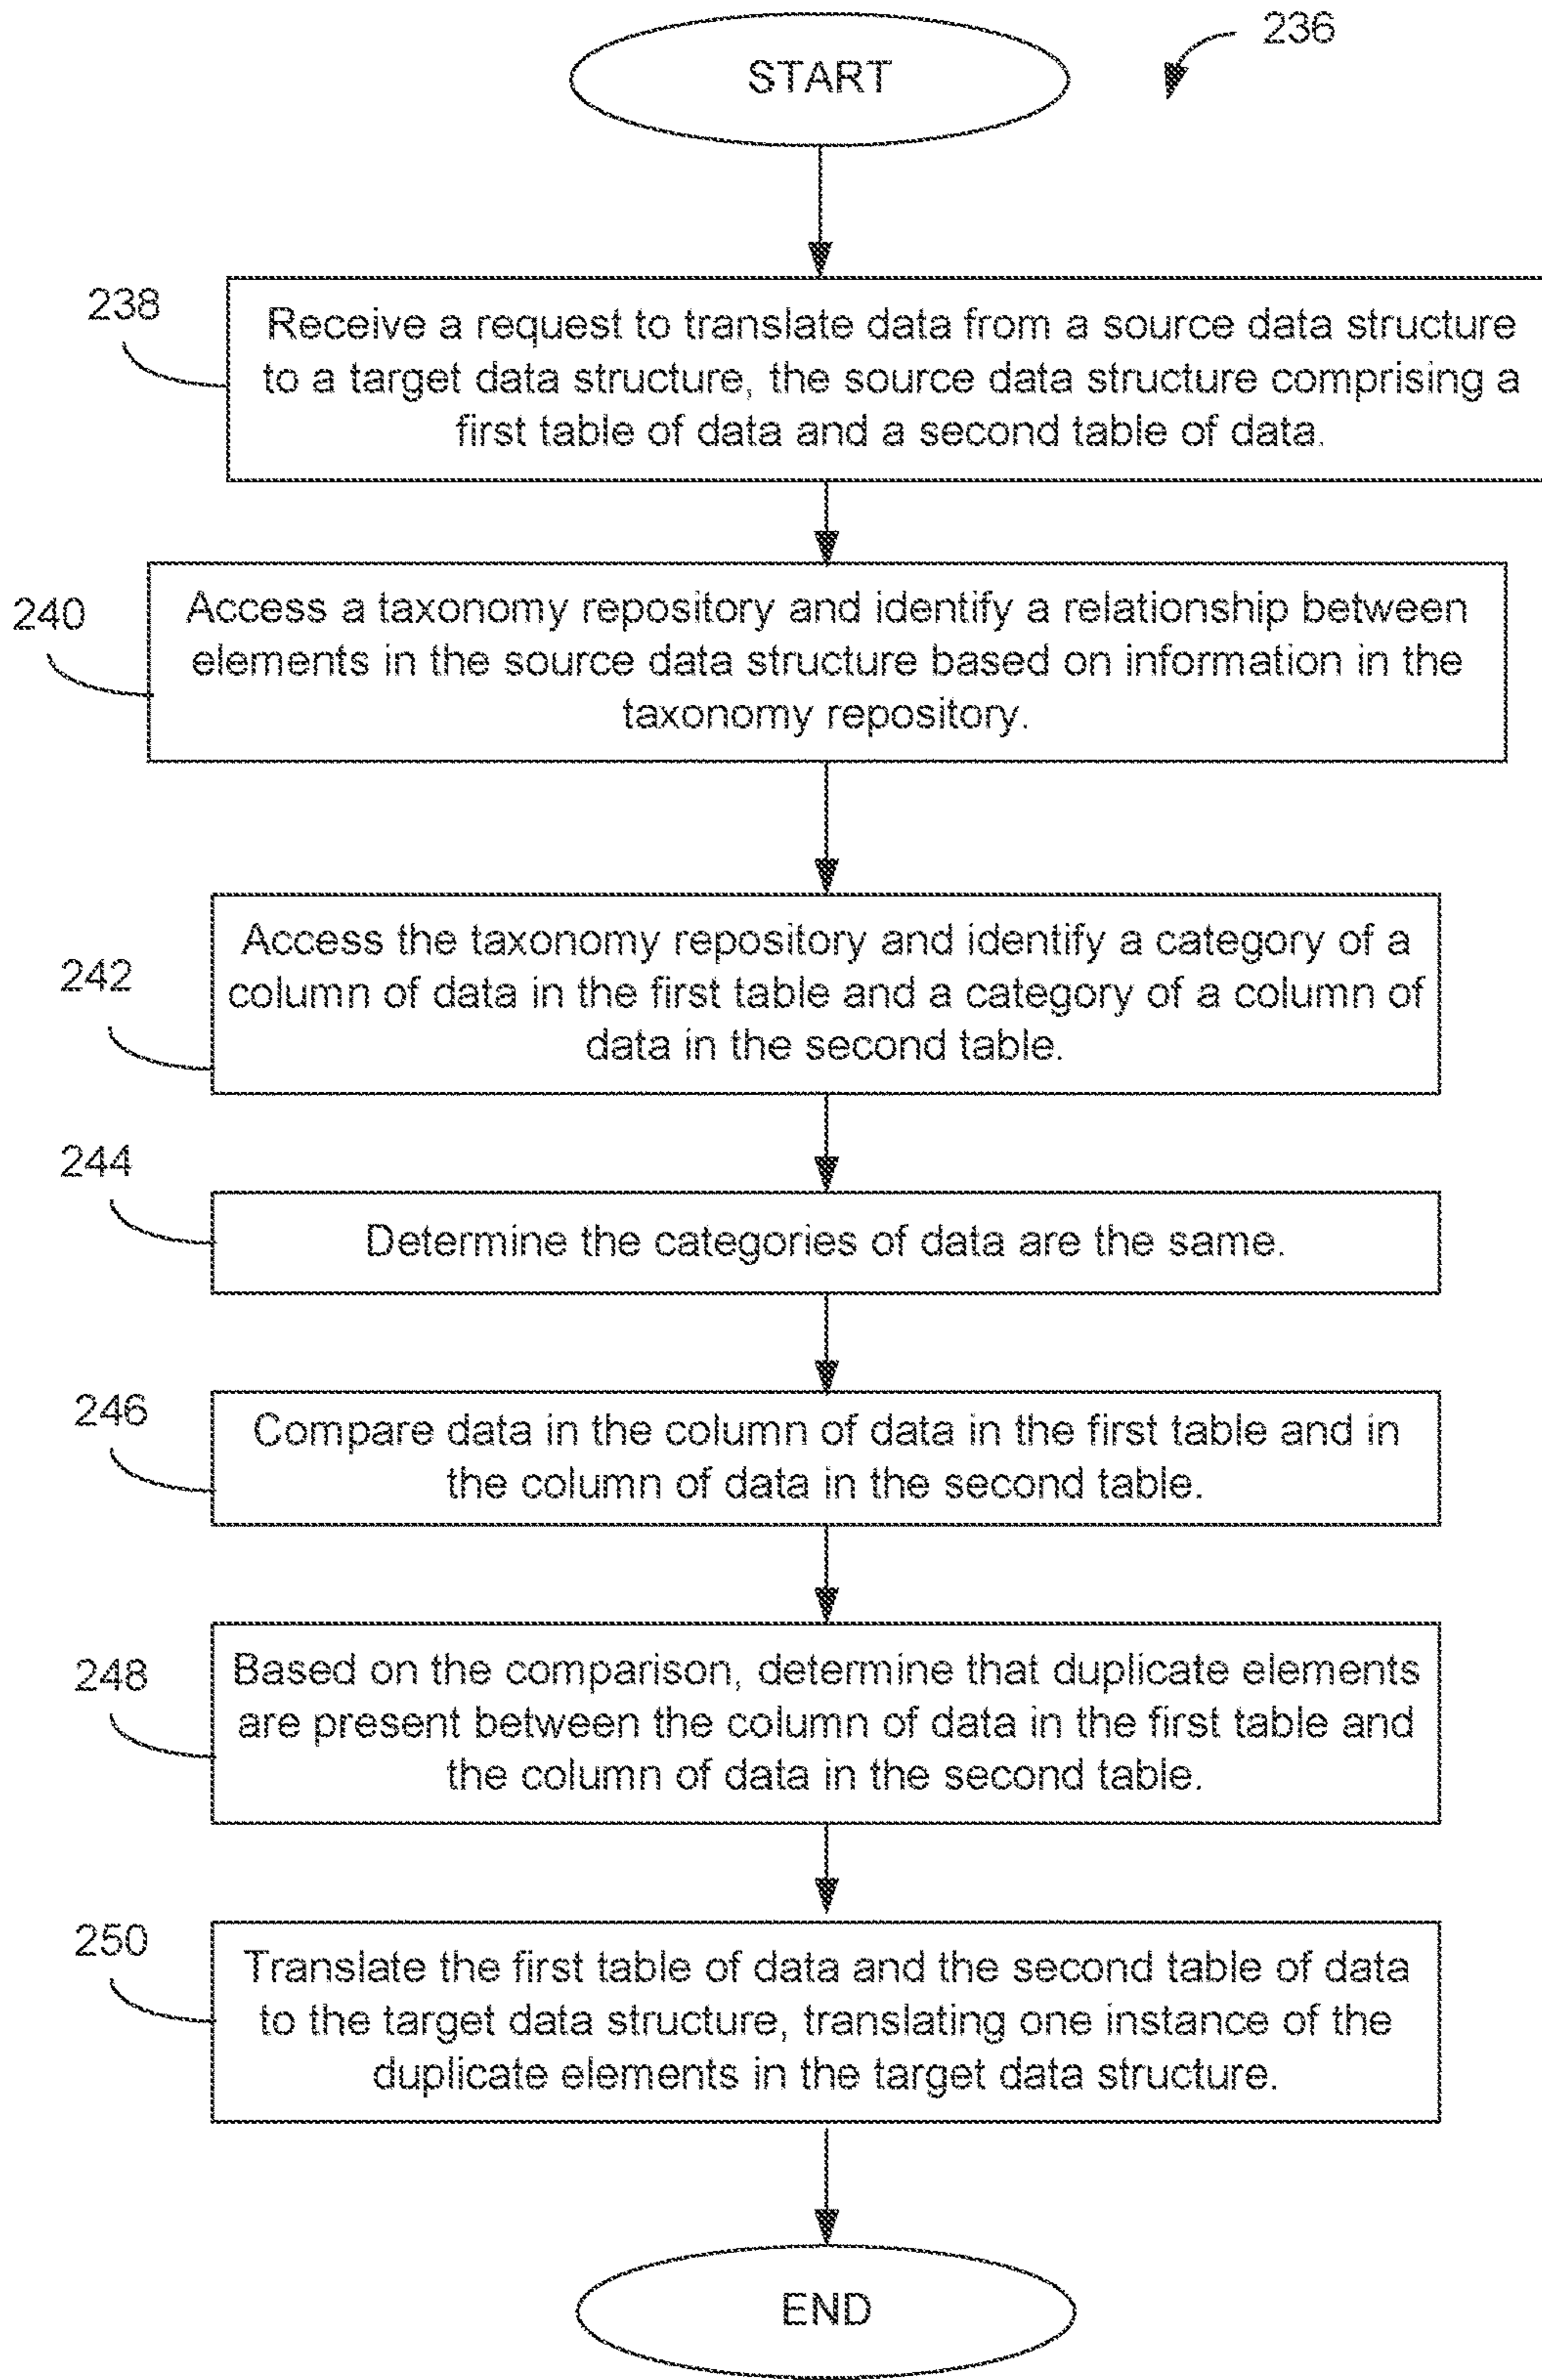 START
236
238
Receive a request to translate data from a source data structure
to a target data structure, the source data structure comprising a
first table of data and a second table of data.
240
Access a taxonomy repository and identify a relationship between
elements in the source data structure based on information in the
taxonomy repository.
242
Access the taxonomy repository and identify a category of a
column of data in the first table and a category of a column of
data in the second table.
244
Determine the categories of data are the same.
246
Compare data in the column of data in the first table and in
the column of data in the second table.
248
Based on the comparison, determine that duplicate elements
are present between the column of data in the first table and
the column of data in the second table.
250
Translate the first table of data and the second table of data
to the target data structure, translating one instance of the
duplicate elements in the target data structure.
END